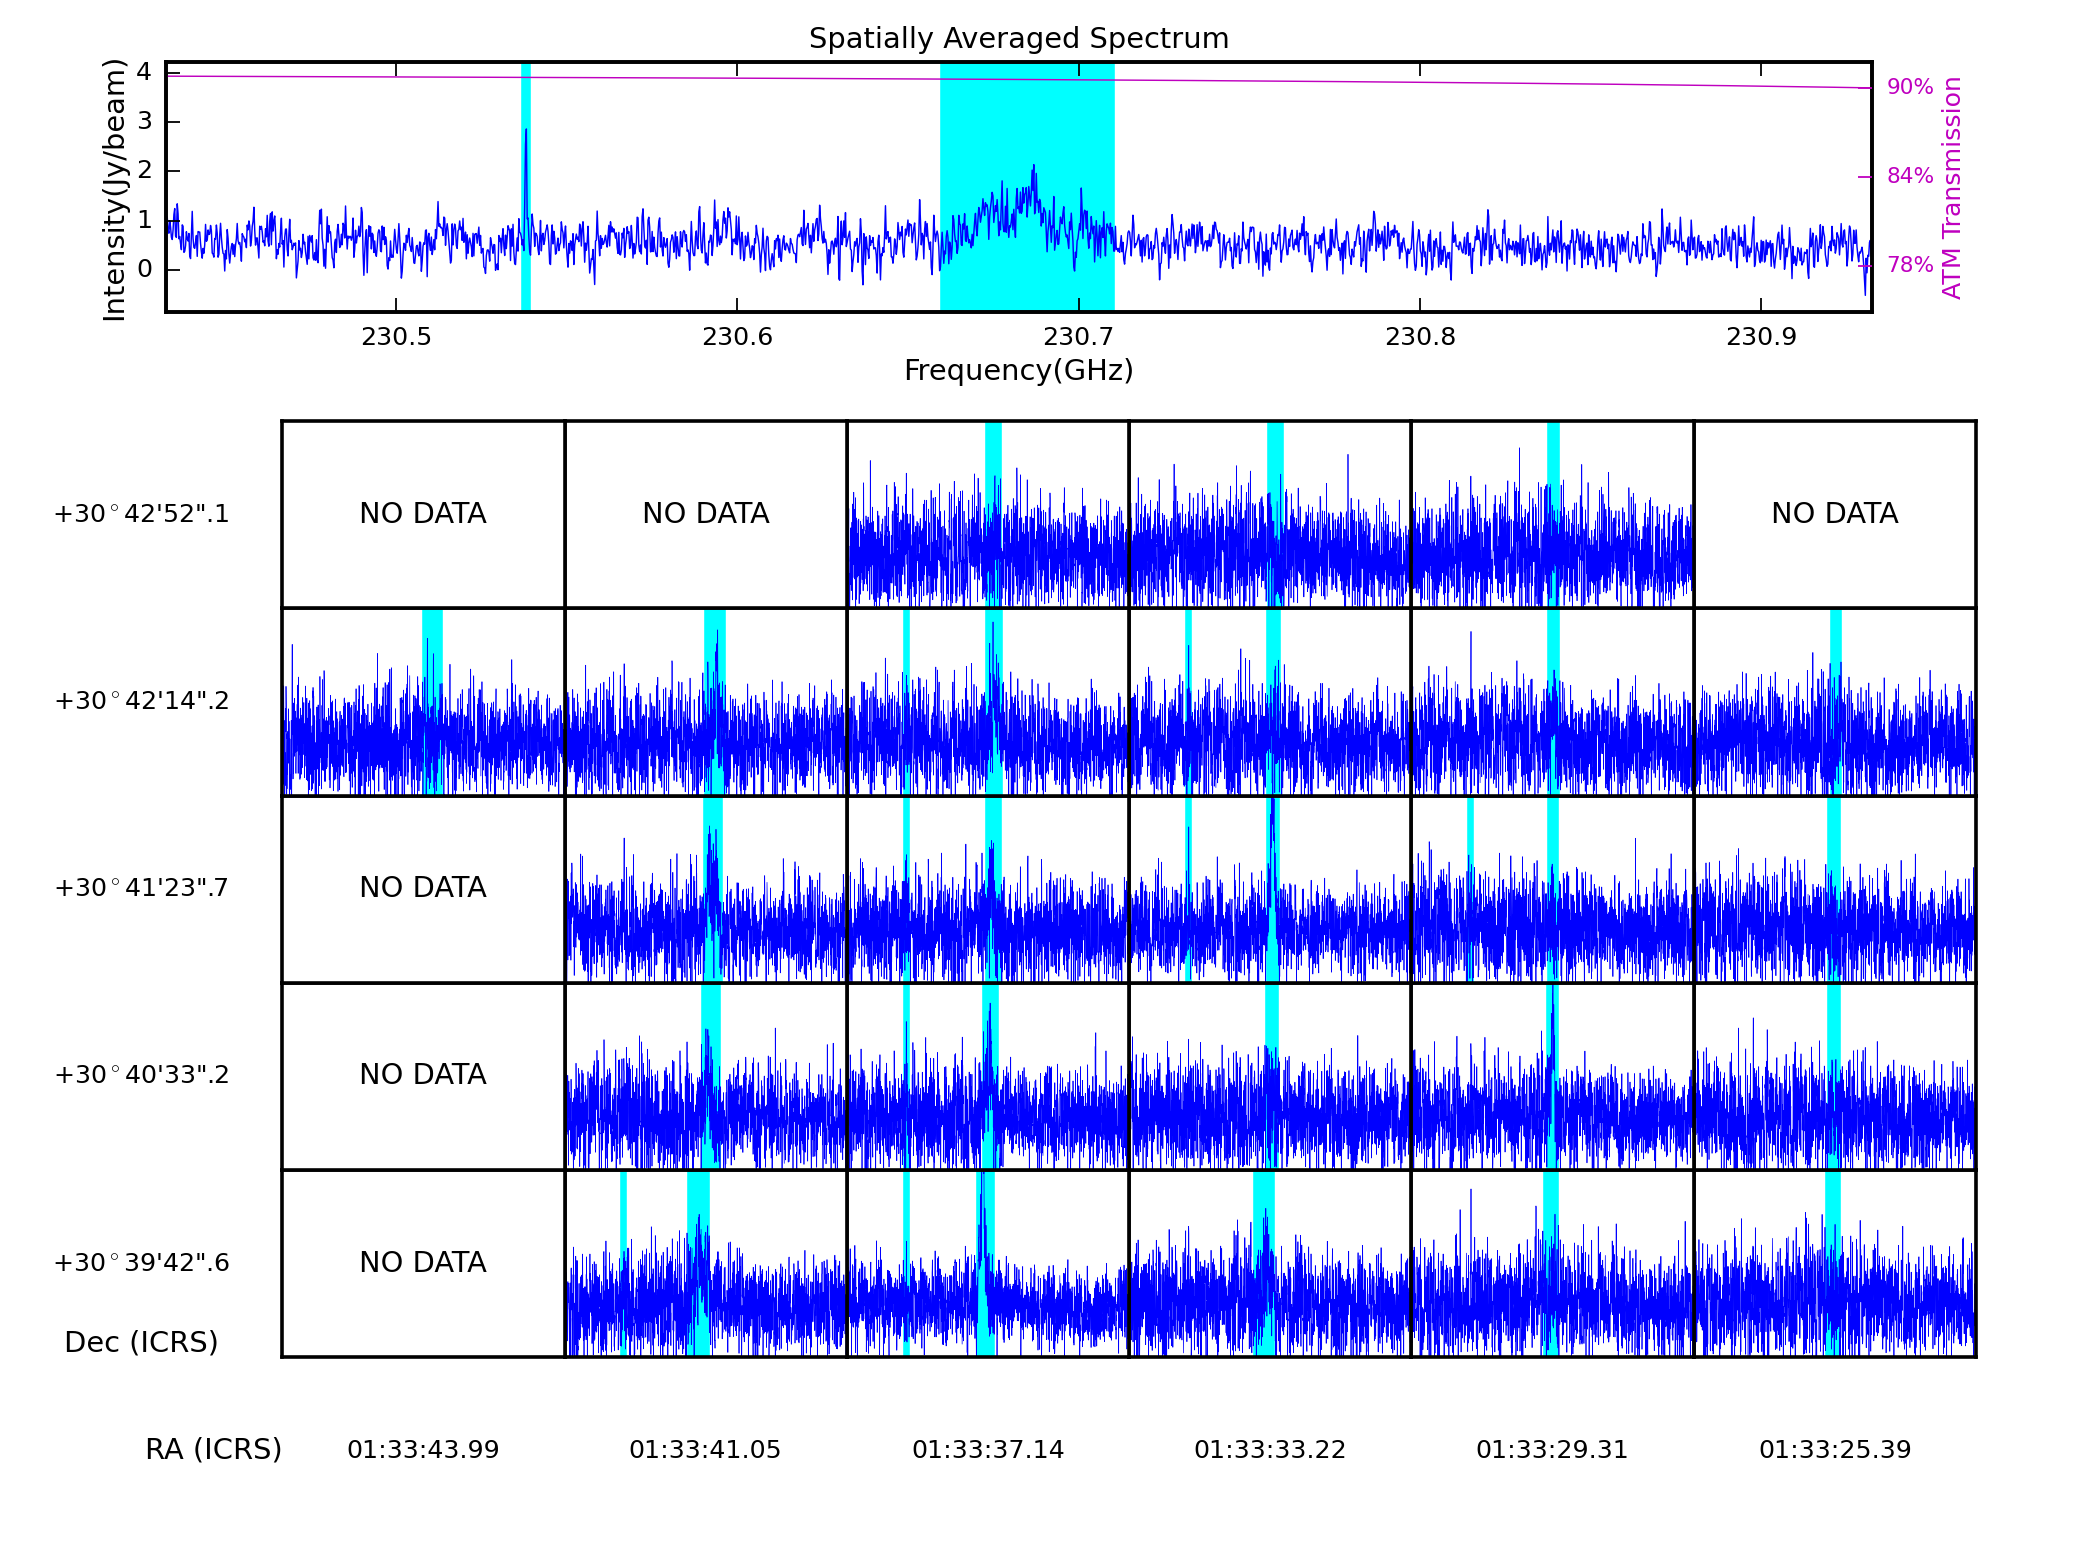 Spatially Averaged Spectrum
Intensity(Jy/beam)
4
3
2
1
0
90%
84%
78%
ATM Transmission
230.5 230.6 230.7 230.8 230.9
Frequency(GHz)
+30°42'52".1 NO DATA NO DATA NO DATA
+30°42'14".2
+30°41'23".7 NO DATA
+30°40'33".2 NO DATA
+30°39'42".6 NO DATA
Dec (ICRS)
RA (ICRS) 01:33:43.99 01:33:41.05 01:33:37.14 01:33:33.22 01:33:29.31 01:33:25.39